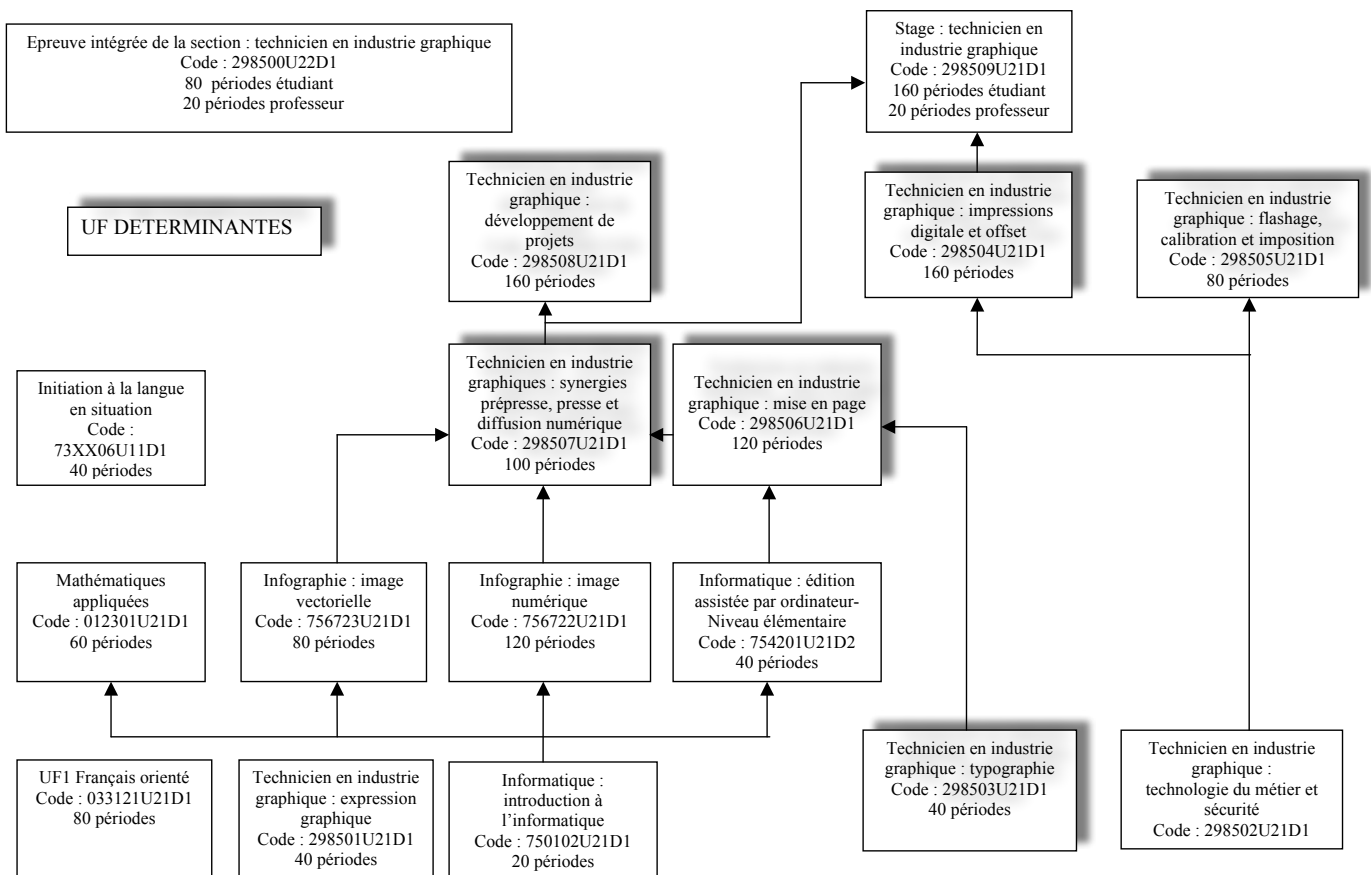 Epreuve intégrée de la section : technicien en industrie graphique
Code : 298500U22D1
80 périodes étudiant
20 périodes professeur
Stage : technicien en
industrie graphique
Code : 298509U21D1
160 périodes étudiant
20 périodes professeur
UF DETERMINANTES
Technicien en industrie
graphique :
développement de
projets
Code : 298508U21D1
160 périodes
Technicien en industrie
graphique : impressions
digitale et offset
Code : 298504U21D1
160 périodes
Technicien en industrie
graphique : flashage,
calibration et imposition
Code : 298505U21D1
80 périodes
Initiation à la langue
en situation
Code :
73XX06U11D1
40 périodes
Technicien en industrie
graphiques : synergies
prépresse, presse et
diffusion numérique
Code : 298507U21D1
100 périodes
Technicien en industrie
graphique : mise en page
Code : 298506U21D1
120 périodes
Mathématiques
appliquées
Code : 012301U21D1
60 périodes
Infographie : image
vectorielle
Code : 756723U21D1
80 périodes
Infographie : image
numérique
Code : 756722U21D1
120 périodes
Informatique : édition
assistée par ordinateur-
Niveau élémentaire
Code : 754201U21D2
40 périodes
UF1 Français orienté
Code : 033121U21D1
80 périodes
Technicien en industrie
graphique : expression
graphique
Code : 298501U21D1
40 périodes
Informatique :
introduction à
l’informatique
Code : 750102U21D1
20 périodes
Technicien en industrie
graphique : typographie
Code : 298503U21D1
40 périodes
Technicien en industrie
graphique :
technologie du métier et
sécurité
Code : 298502U21D1